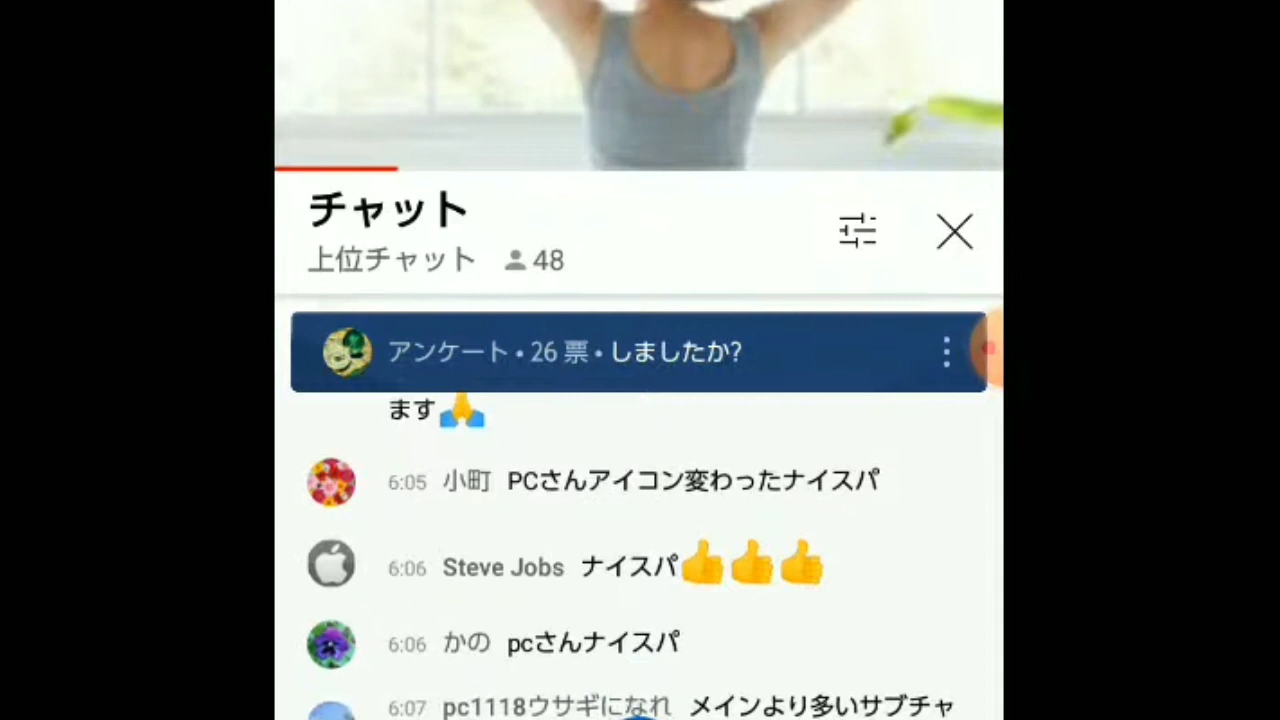 チャット
上位チャット 48
アンケート • 26 票 • しましたか?
ます🙏
6:05 小町 PCさんアイコン変わったナイスパ
6:06 Steve Jobs ナイスパ👍👍👍
6:06 かの pcさんナイスパ
6:07 pc1118ウサギになれ メインより多いサブチャ